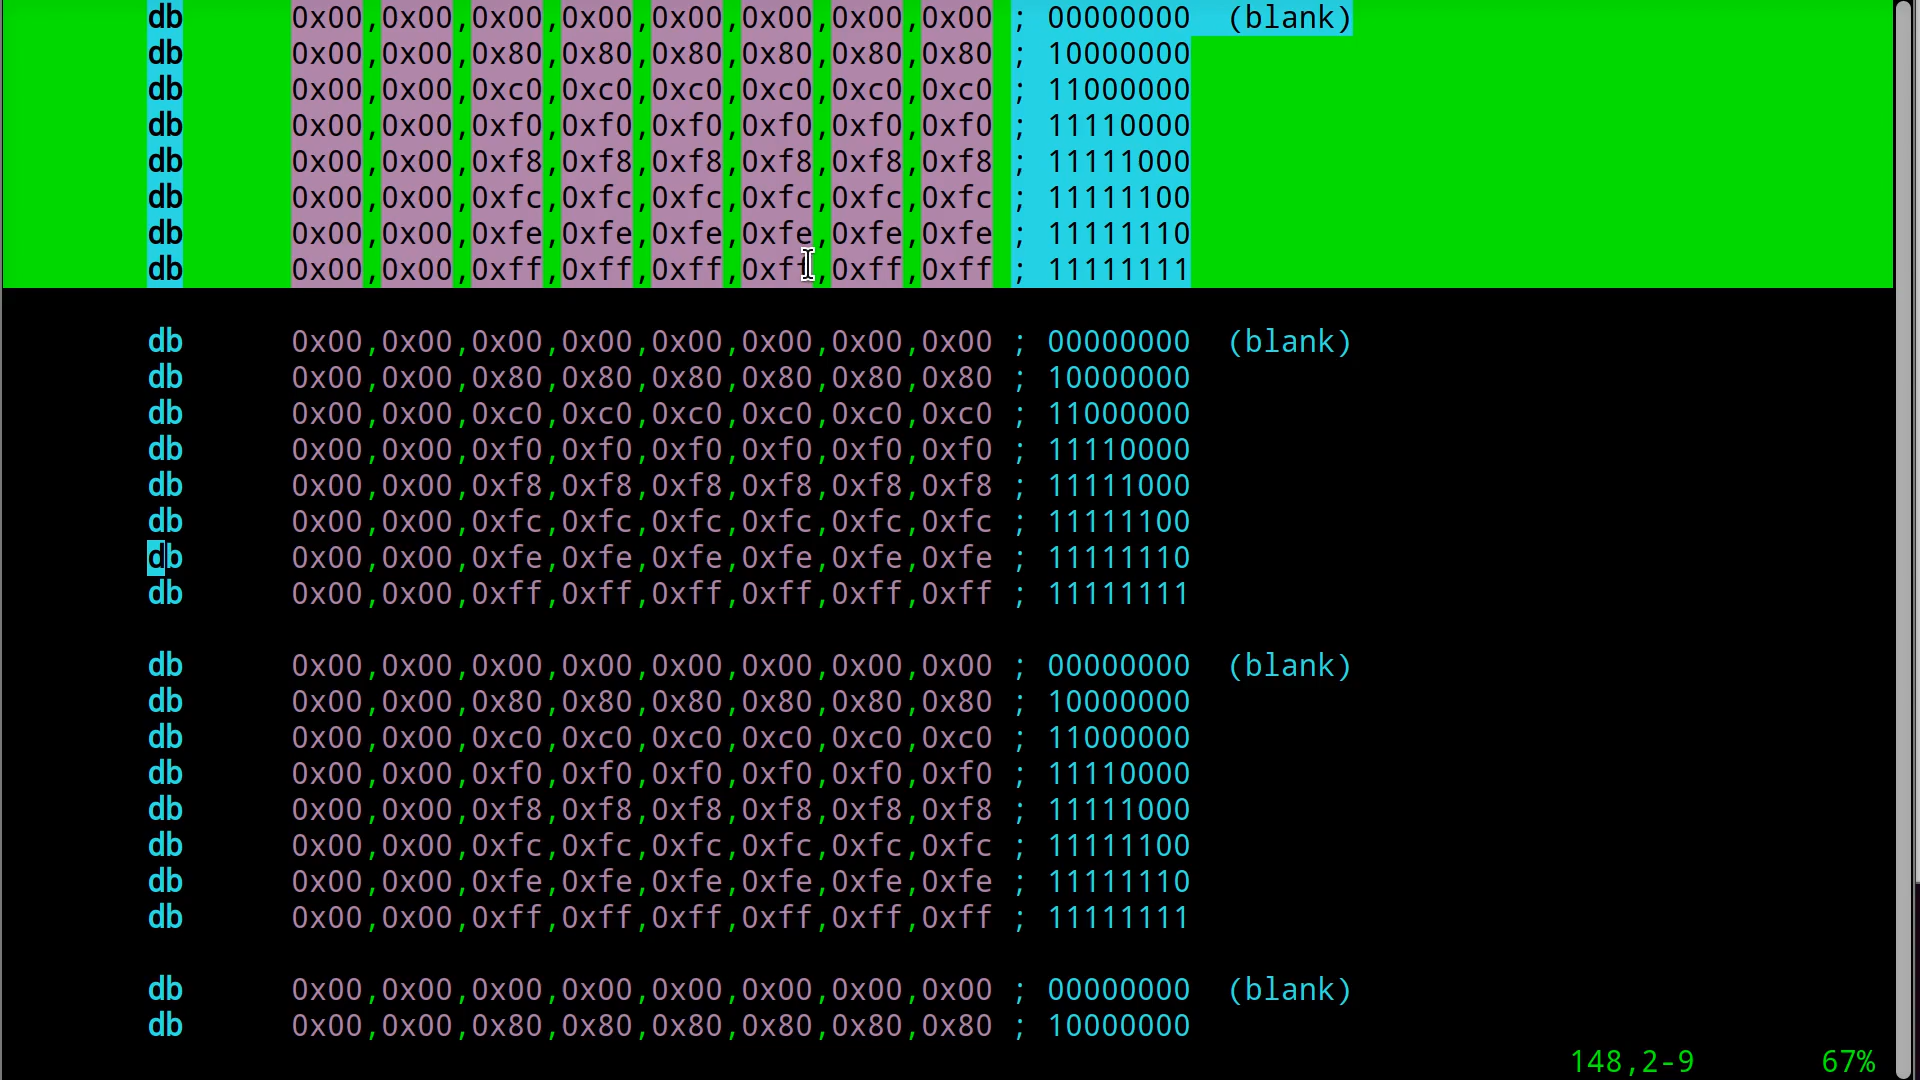 db 0x00,0x00,0x00,0x00,0x00,0x00,0x00,0x00 ; 00000000 (blank)
db 0x00,0x00,0x80,0x80,0x80,0x80,0x80,0x80 ; 10000000
db 0x00,0x00,0xc0,0xc0,0xc0,0xc0,0xc0,0xc0 ; 11000000
db 0x00,0x00,0xf0,0xf0,0xf0,0xf0,0xf0,0xf0 ; 11110000
db 0x00,0x00,0xf8,0xf8,0xf8,0xf8,0xf8,0xf8 ; 11111000
db 0x00,0x00,0xfc,0xfc,0xfc,0xfc,0xfc,0xfc ; 11111100
db 0x00,0x00,0xfe,0xfe,0xfe,0xfe,0xfe,0xfe ; 11111110
db 0x00,0x00,0xff,0xff,0xff,0xff,0xff,0xff ; 11111111
db 0x00,0x00,0x00,0x00,0x00,0x00,0x00,0x00 ; 00000000 (blank)
db 0x00,0x00,0x80,0x80,0x80,0x80,0x80,0x80 ; 10000000
db 0x00,0x00,0xc0,0xc0,0xc0,0xc0,0xc0,0xc0 ; 11000000
db 0x00,0x00,0xf0,0xf0,0xf0,0xf0,0xf0,0xf0 ; 11110000
db 0x00,0x00,0xf8,0xf8,0xf8,0xf8,0xf8,0xf8 ; 11111000
db 0x00,0x00,0xfc,0xfc,0xfc,0xfc,0xfc,0xfc ; 11111100
db 0x00,0x00,0xfe,0xfe,0xfe,0xfe,0xfe,0xfe ; 11111110
db 0x00,0x00,0xff,0xff,0xff,0xff,0xff,0xff ; 11111111
db 0x00,0x00,0x00,0x00,0x00,0x00,0x00,0x00 ; 00000000 (blank)
db 0x00,0x00,0x80,0x80,0x80,0x80,0x80,0x80 ; 10000000
db 0x00,0x00,0xc0,0xc0,0xc0,0xc0,0xc0,0xc0 ; 11000000
db 0x00,0x00,0xf0,0xf0,0xf0,0xf0,0xf0,0xf0 ; 11110000
db 0x00,0x00,0xf8,0xf8,0xf8,0xf8,0xf8,0xf8 ; 11111000
db 0x00,0x00,0xfc,0xfc,0xfc,0xfc,0xfc,0xfc ; 11111100
db 0x00,0x00,0xfe,0xfe,0xfe,0xfe,0xfe,0xfe ; 11111110
db 0x00,0x00,0xff,0xff,0xff,0xff,0xff,0xff ; 11111111
db 0x00,0x00,0x00,0x00,0x00,0x00,0x00,0x00 ; 00000000 (blank)
db 0x00,0x00,0x80,0x80,0x80,0x80,0x80,0x80 ; 10000000
148,2-9 67%